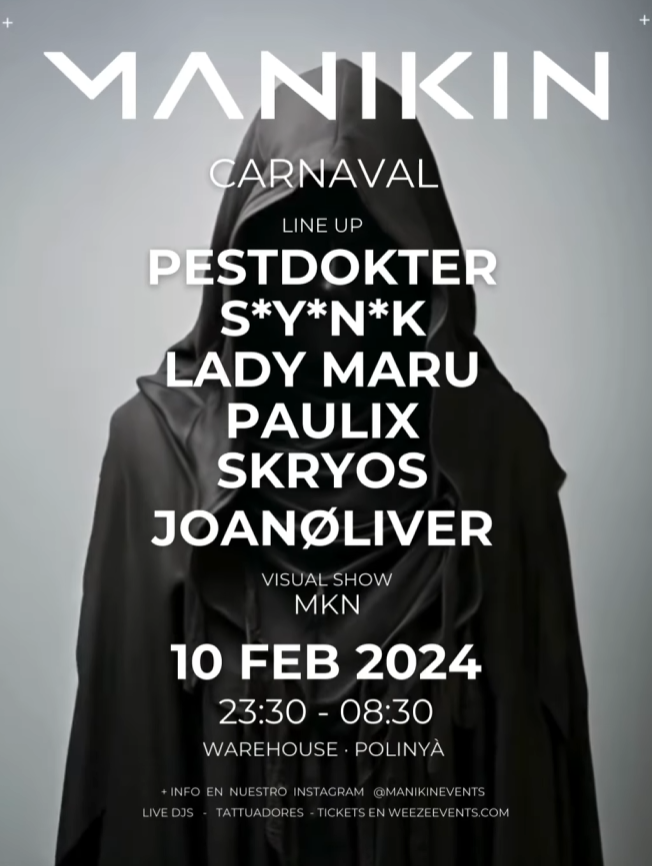 + +
MANIKIN
CARNAVAL
LINE UP
PESTDOKTER
S*Y*N*K
LADY MARU
PAULIX
SKRYOS
JOANØLIVER
VISUAL SHOW
MKN
10 FEB 2024
23:30 - 08:30
WAREHOUSE · POLINYÀ
+ INFO EN NUESTRO INSTAGRAM @MANIKINEVENTS
LIVE DJS - TATTUADORES - TICKETS EN WEEZEEVENTS.COM